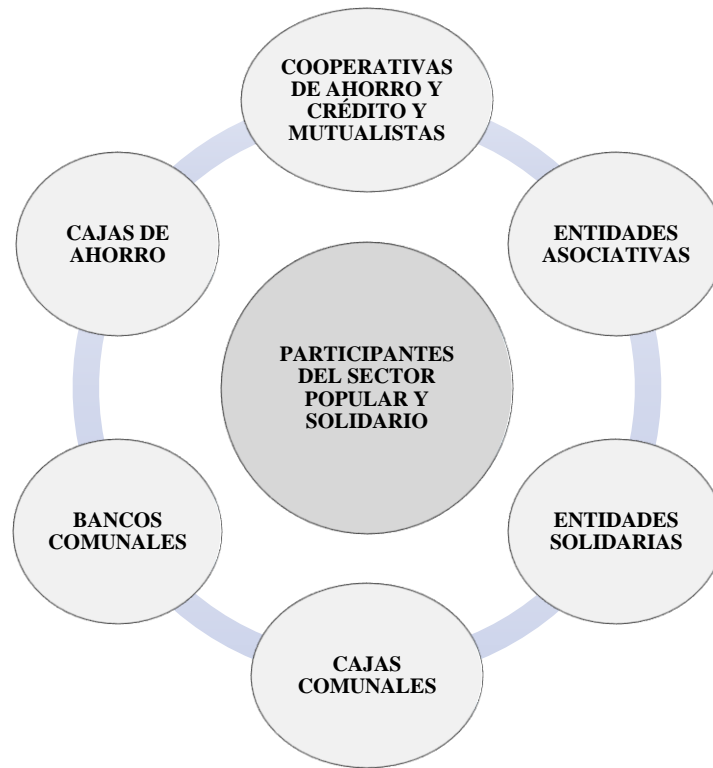 COOPERATIVAS
DE AHORRO Y
CRÉDITO Y
MUTUALISTAS
ENTIDADES
ASOCIATIVAS
ENTIDADES
SOLIDARIAS
CAJAS
COMUNALES
BANCOS
COMUNALES
CAJAS DE
AHORRO
PARTICIPANTES
DEL SECTOR
POPULAR Y
SOLIDARIO